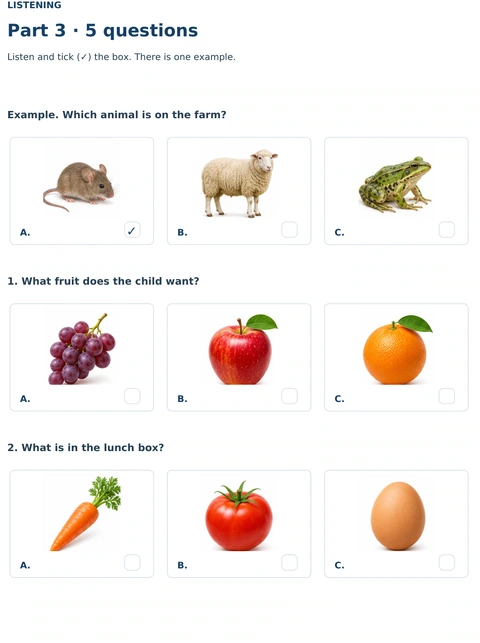 LISTENING
Part 3 · 5 questions
Listen and tick (✓) the box. There is one example.
Example. Which animal is on the farm?
A. ✓ B. C.
1. What fruit does the child want?
A. B. C.
2. What is in the lunch box?
A. B. C.